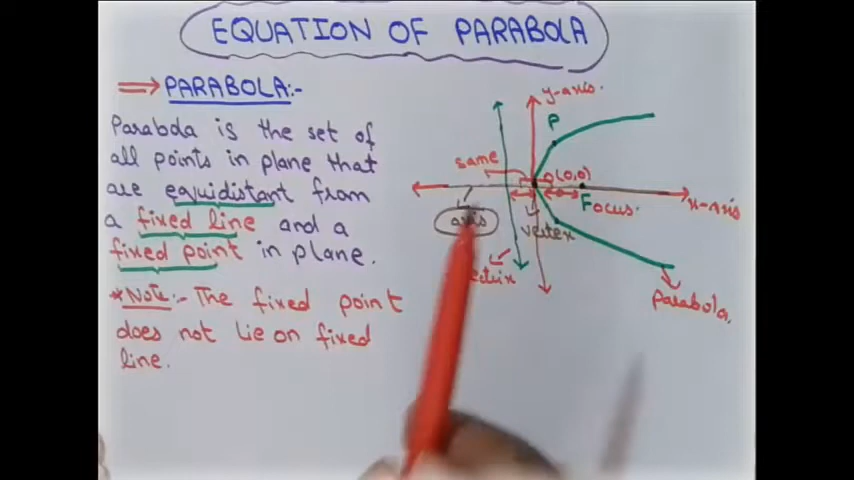 EQUATION OF PARABOLA
⇒ PARABOLA:-
Parabola is the set of
all points in plane that
are equidistant from
a fixed line and a
fixed point in plane.
*Note:- The fixed point
does not lie on fixed
line.
y-axis.
P
same
(0,0)
Focus.
x-axis
axis
vertex
Parabola.